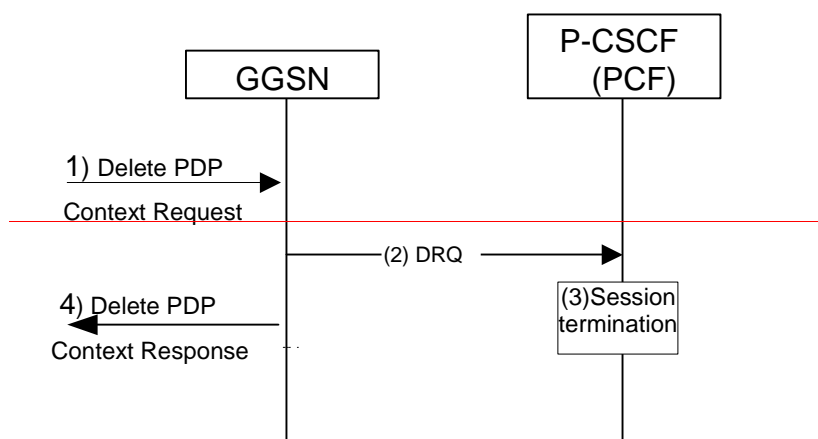 GGSN
P-CSCF
(PCF)
1) Delete PDP
Context Request
(2) DRQ
(3)Session
termination
4) Delete PDP
Context Response